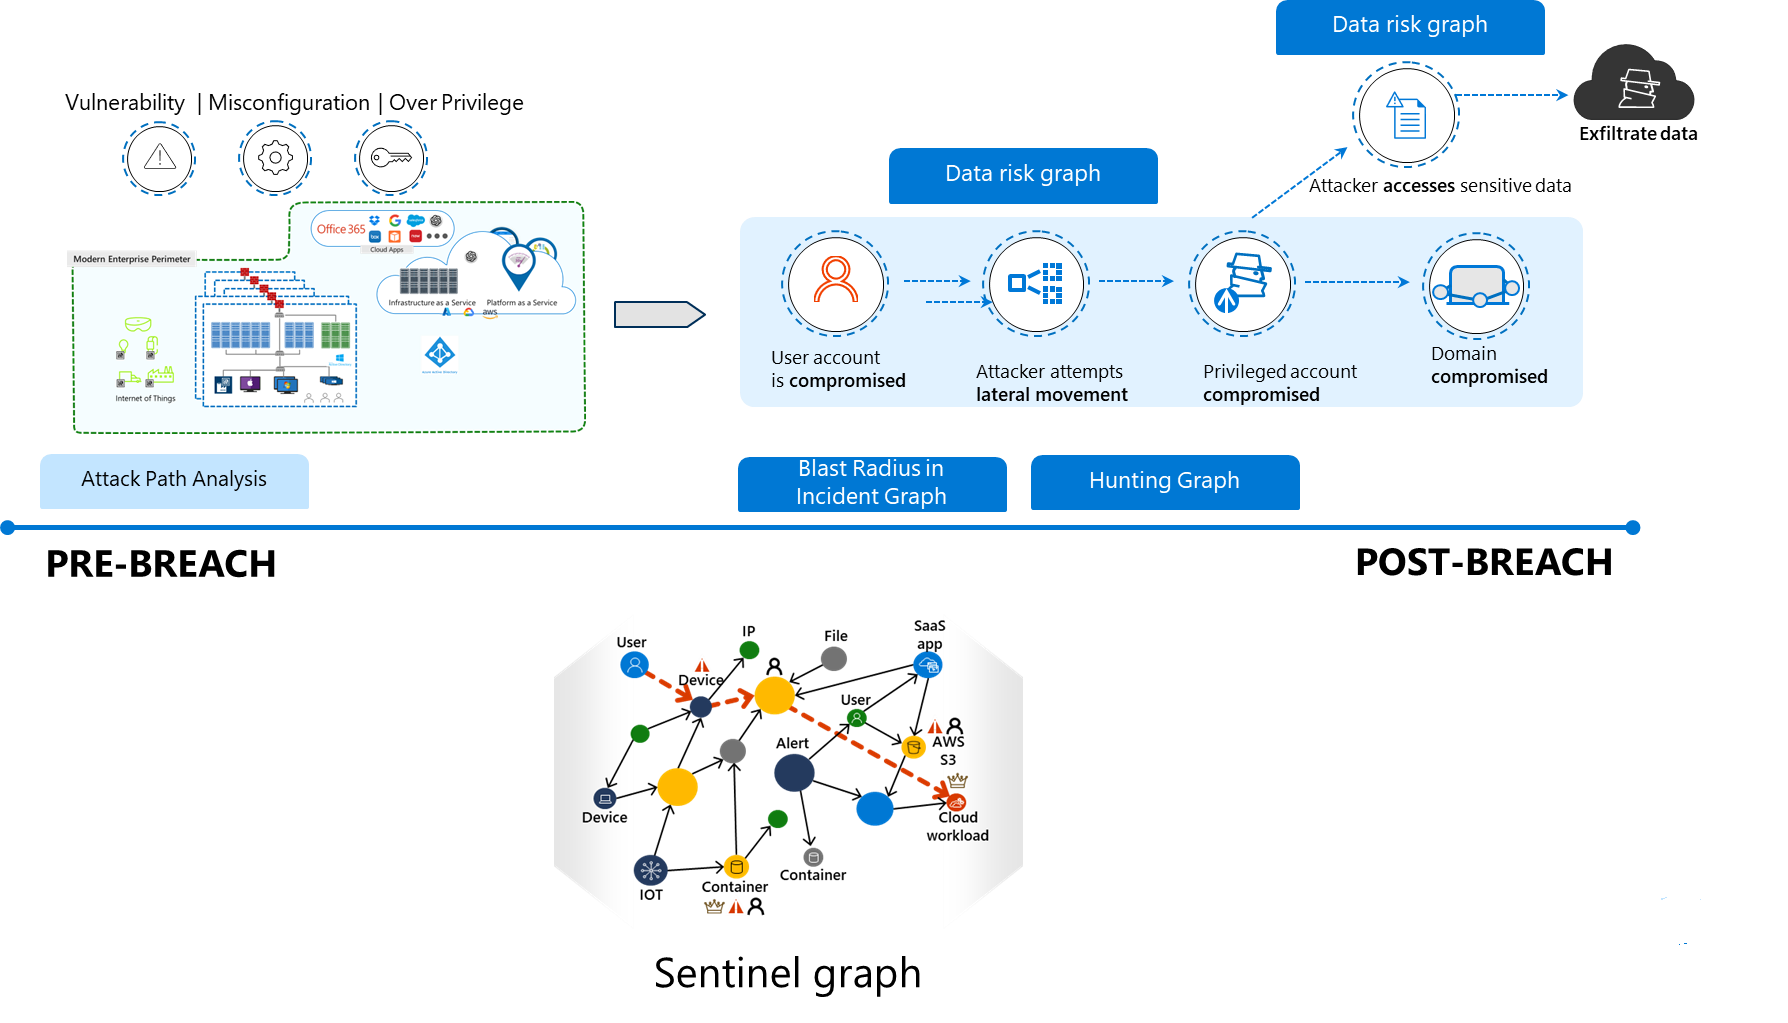 Data risk graph
Exfiltrate data
Attacker accesses sensitive data
Vulnerability | Misconfiguration | Over Privilege
Data risk graph
Office 365
Cloud Apps
Modern Enterprise Perimeter
Infrastructure as a Service
Platform as a Service
aws
Internet of Things
User account
is compromised
Attacker attempts
lateral movement
Privileged account
compromised
Domain
compromised
Attack Path Analysis
Blast Radius in
Incident Graph
Hunting Graph
PRE-BREACH
POST-BREACH
User
IP
File
SaaS
app
Device
User
Alert
AWS
S3
Device
Cloud
workload
Container
Container
IOT
Sentinel graph